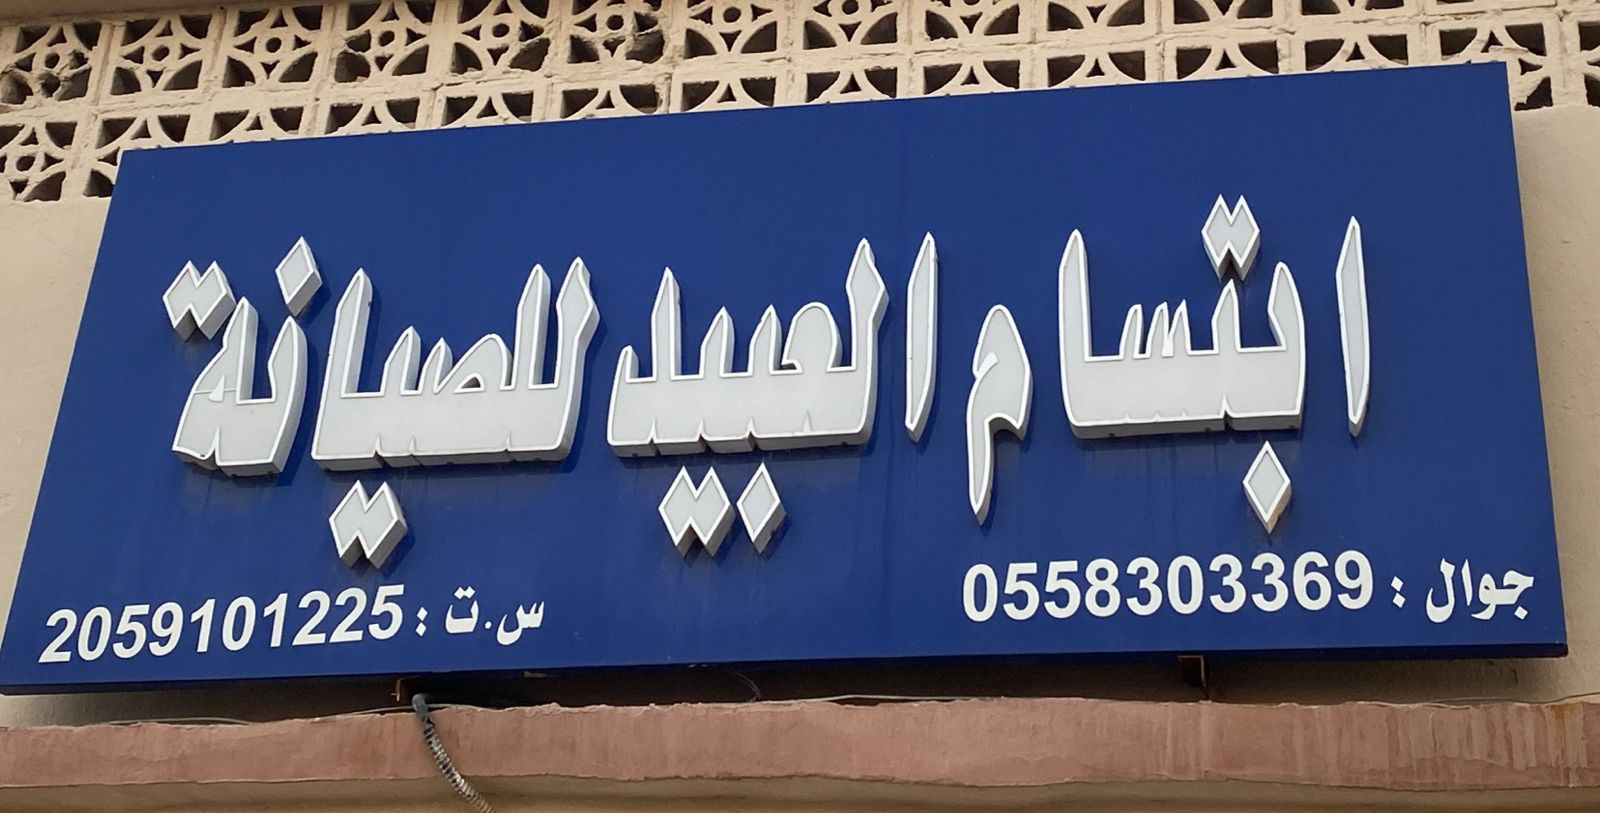 ابتسام العبيد للصيانة
جوال : 0558303369
س.ت : 2059101225